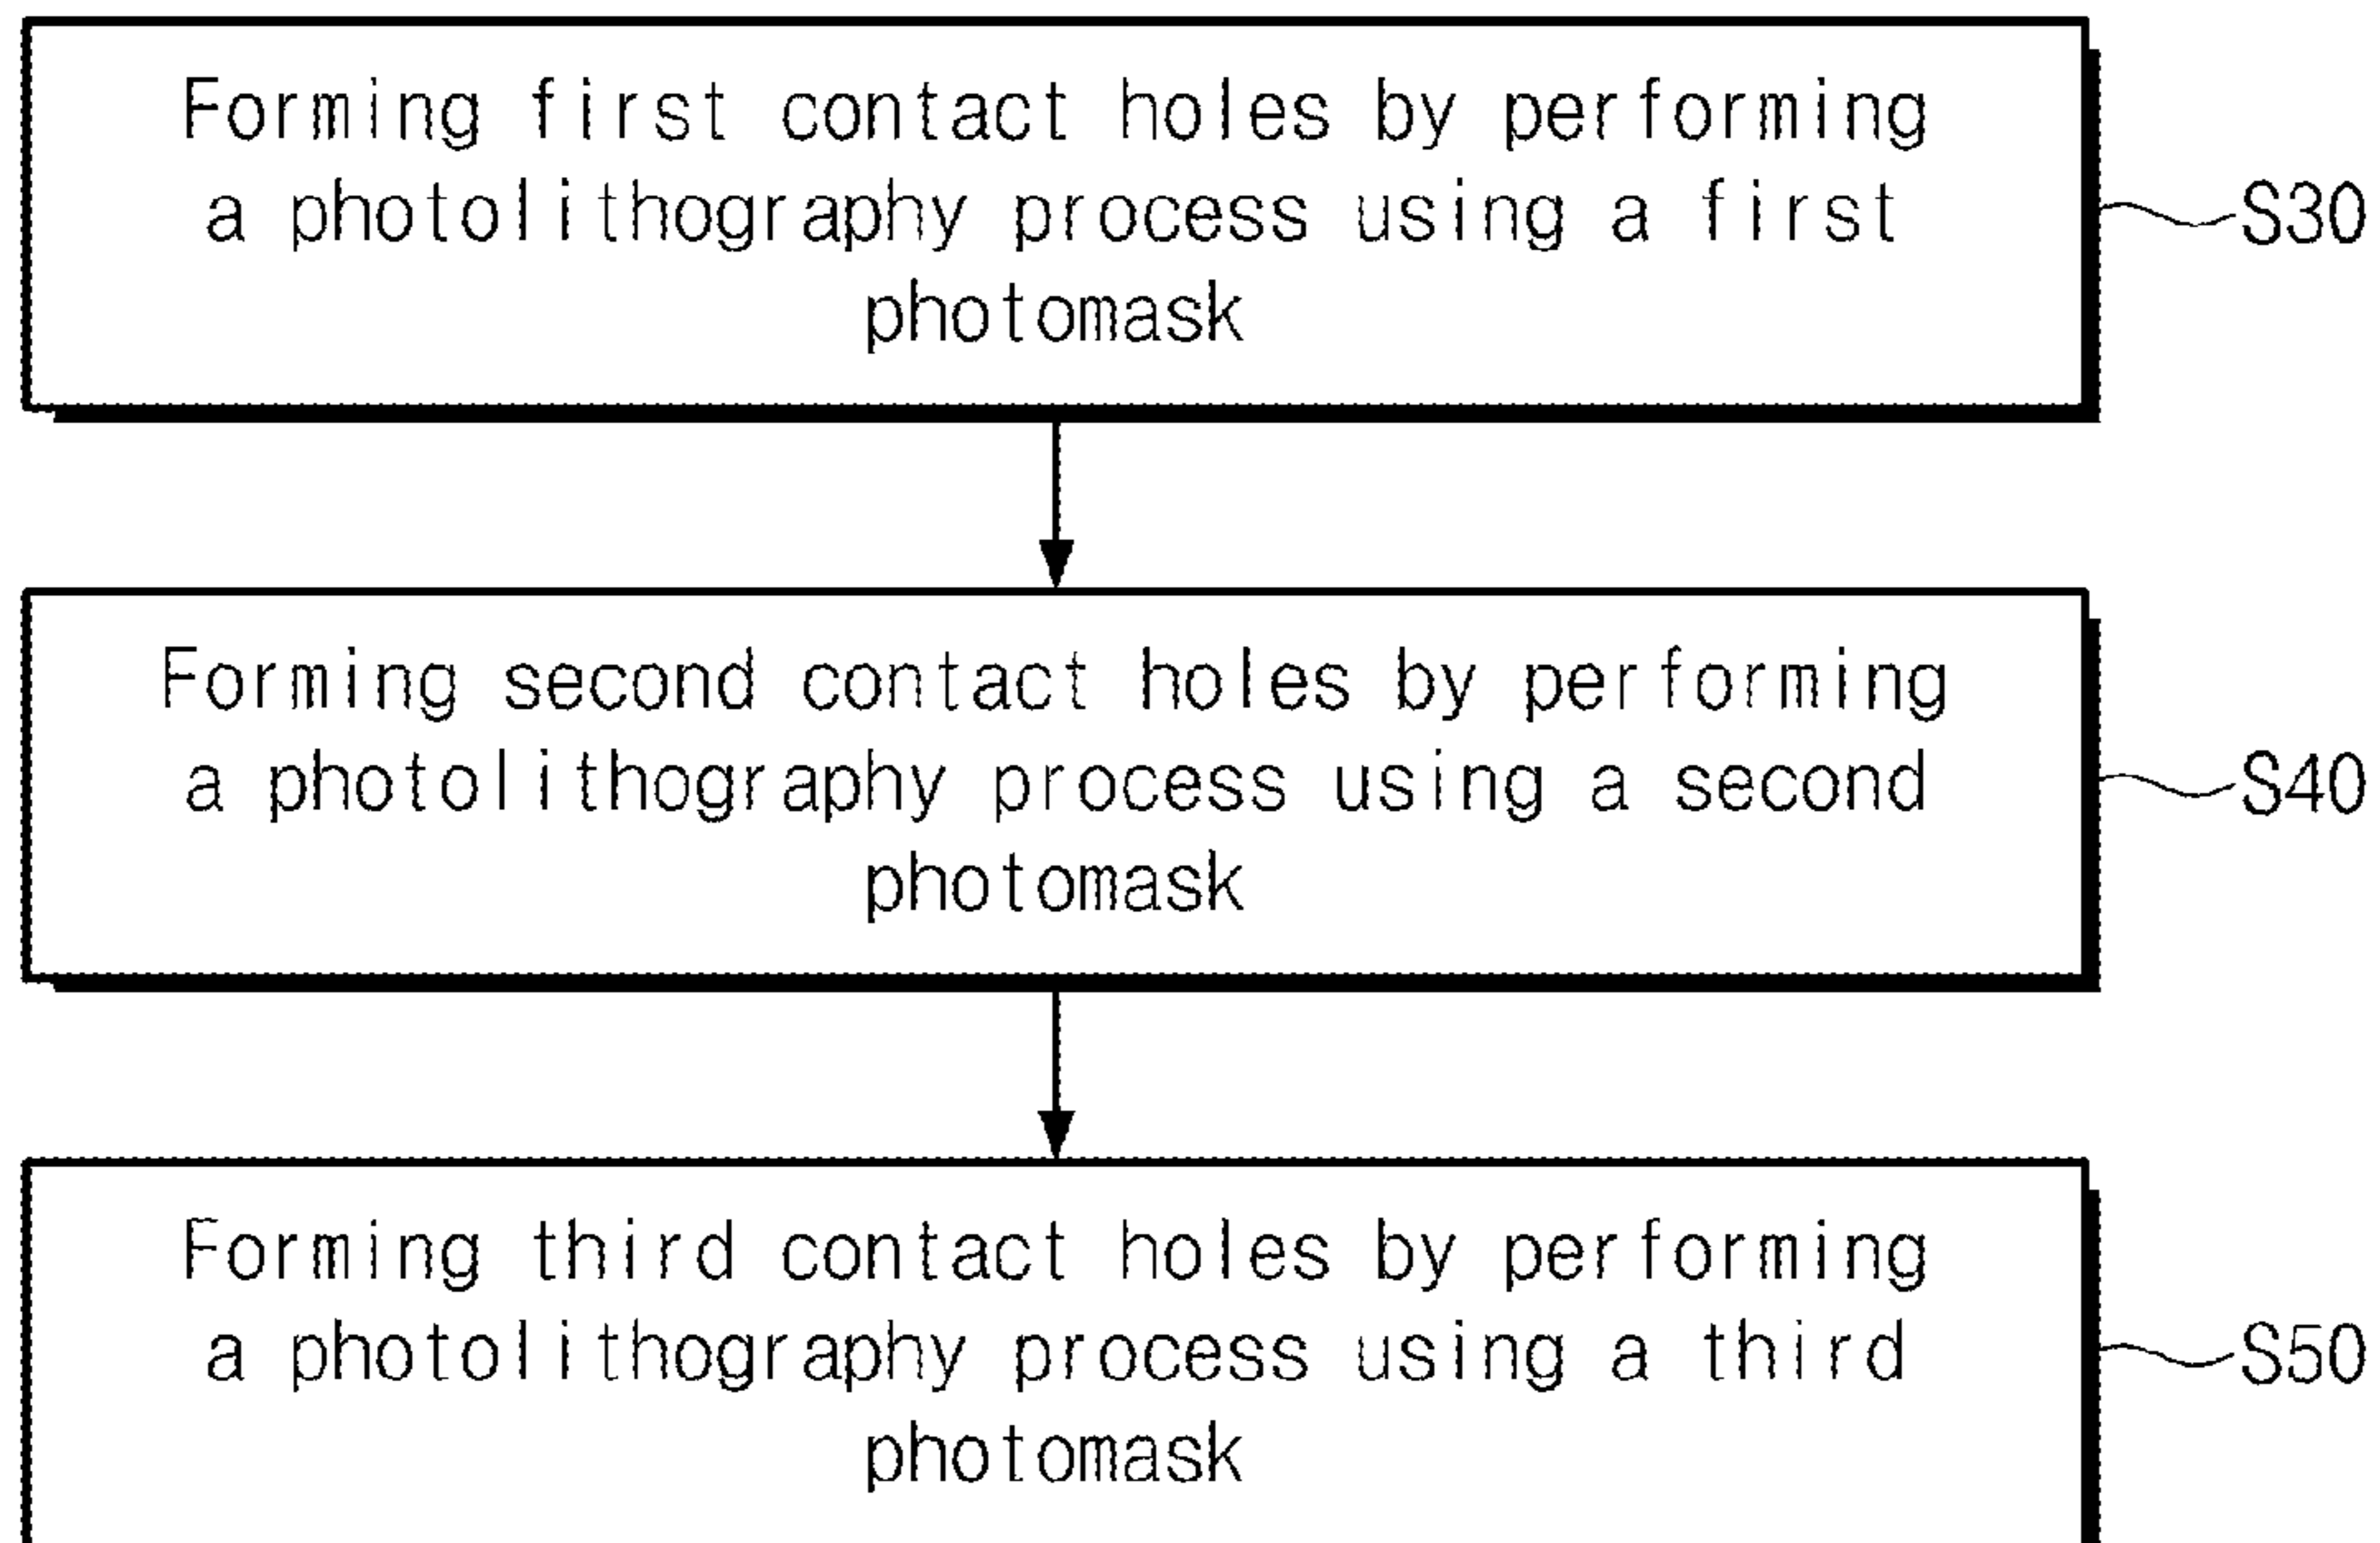 Forming first contact holes by performing
a photolithography process using a first
photomask
S30
Forming second contact holes by performing
a photolithography process using a second
photomask
S40
Forming third contact holes by performing
a photolithography process using a third
photomask
S50